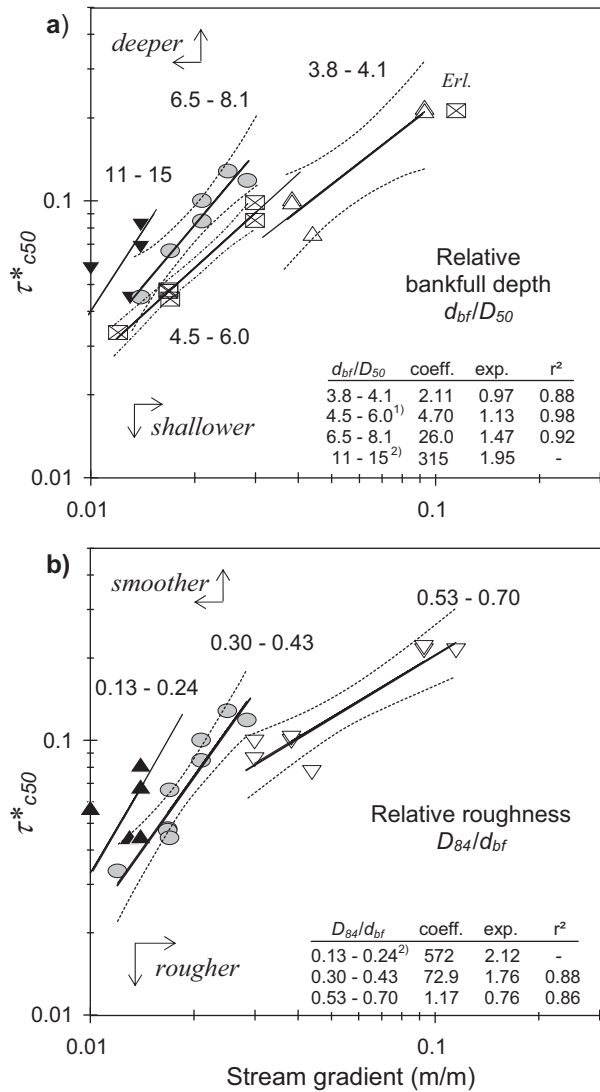 a)
deeper
3.8 - 4.1
Erl.
6.5 - 8.1
11 - 15
0.1
τ*c50
Relative
bankfull depth
dbf/D50
4.5 - 6.0
dbf/D50 coeff. exp. r²
3.8 - 4.1 2.11 0.97 0.88
4.5 - 6.0 1) 4.70 1.13 0.98
6.5 - 8.1 26.0 1.47 0.92
11 - 15 2) 315 1.95 -
shallower
0.01
0.01 0.1
b)
smoother
0.53 - 0.70
0.30 - 0.43
0.13 - 0.24
0.1
τ*c50
Relative roughness
D84/dbf
D84/dbf coeff. exp. r²
0.13 - 0.24 2) 572 2.12 -
0.30 - 0.43 72.9 1.76 0.88
0.53 - 0.70 1.17 0.76 0.86
rougher
0.01
0.01 0.1
Stream gradient (m/m)